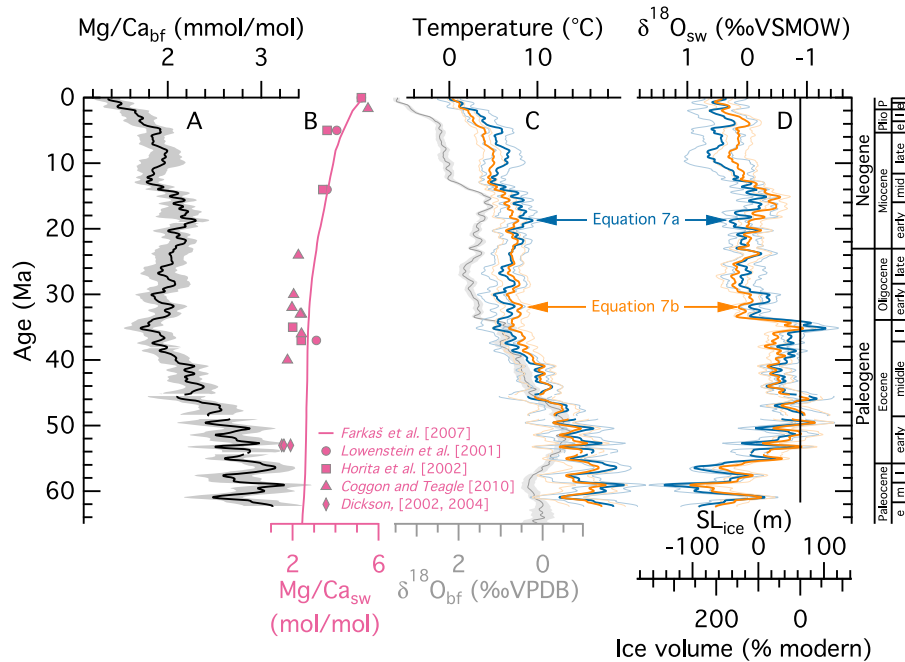 Mg/Ca_bf (mmol/mol)
2 3
Temperature (°C)
0 10
δ^18O_sw (‰VSMOW)
1 0 -1
A B C D
Age (Ma)
0
10
20
30
40
50
60
Equation 7a
Equation 7b
Farkaš et al. [2007]
Lowenstein et al. [2001]
Horita et al. [2002]
Coggon and Teagle [2010]
Dickson, [2002, 2004]
2 6
Mg/Ca_sw
(mol/mol)
2 0
δ^18O_bf (‰VPDB)
SL_ice (m)
-100 0 100
200 0
Ice volume (% modern)
Neogene
Paleogene
Plio
Miocene
Oligocene
Eocene
Paleocene
P
e
late
mid
early
late
early
l
middle
early
l
m
e